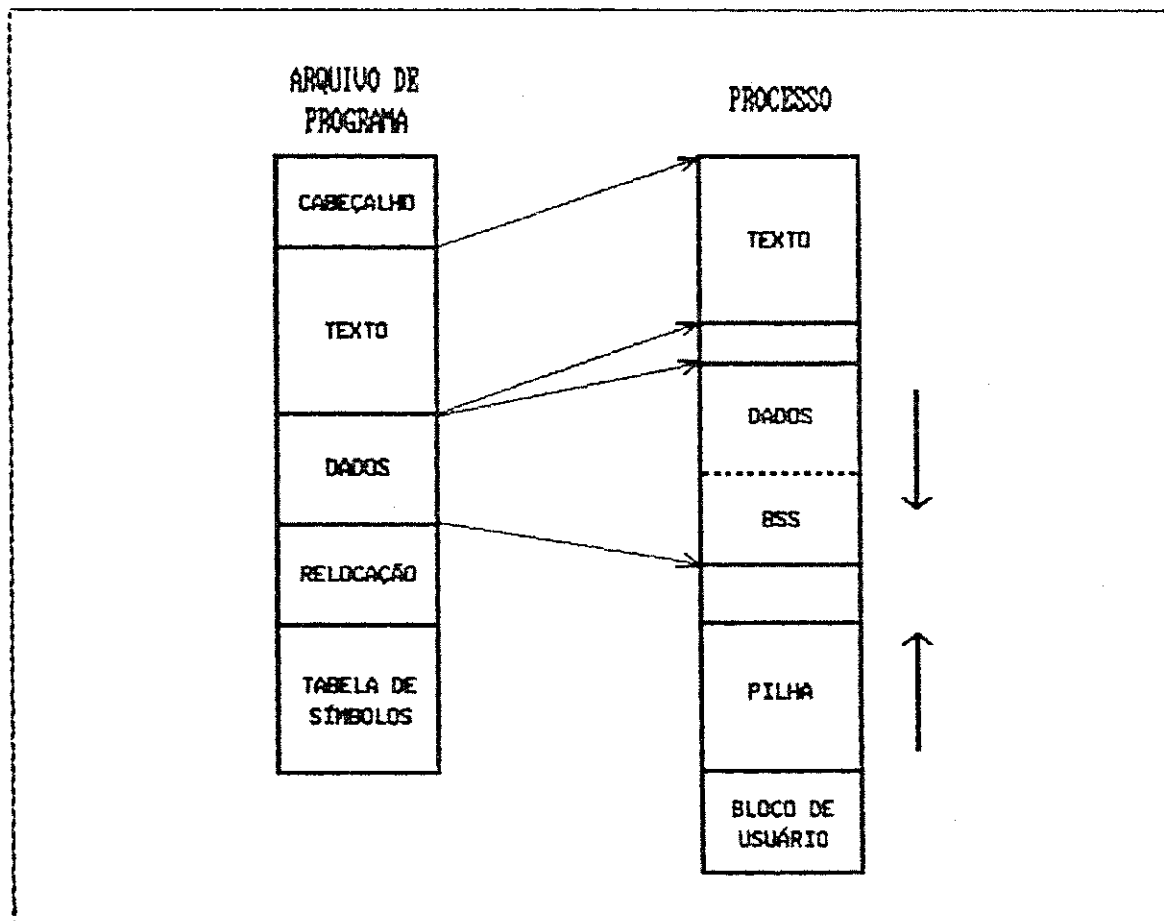 ARQUIVO DE
PROGRAMA
CABEÇALHO
TEXTO
DADOS
RELOCAÇÃO
TABELA DE
SÍMBOLOS
PROCESSO
TEXTO
DADOS
BSS
PILHA
BLOCO DE
USUÁRIO